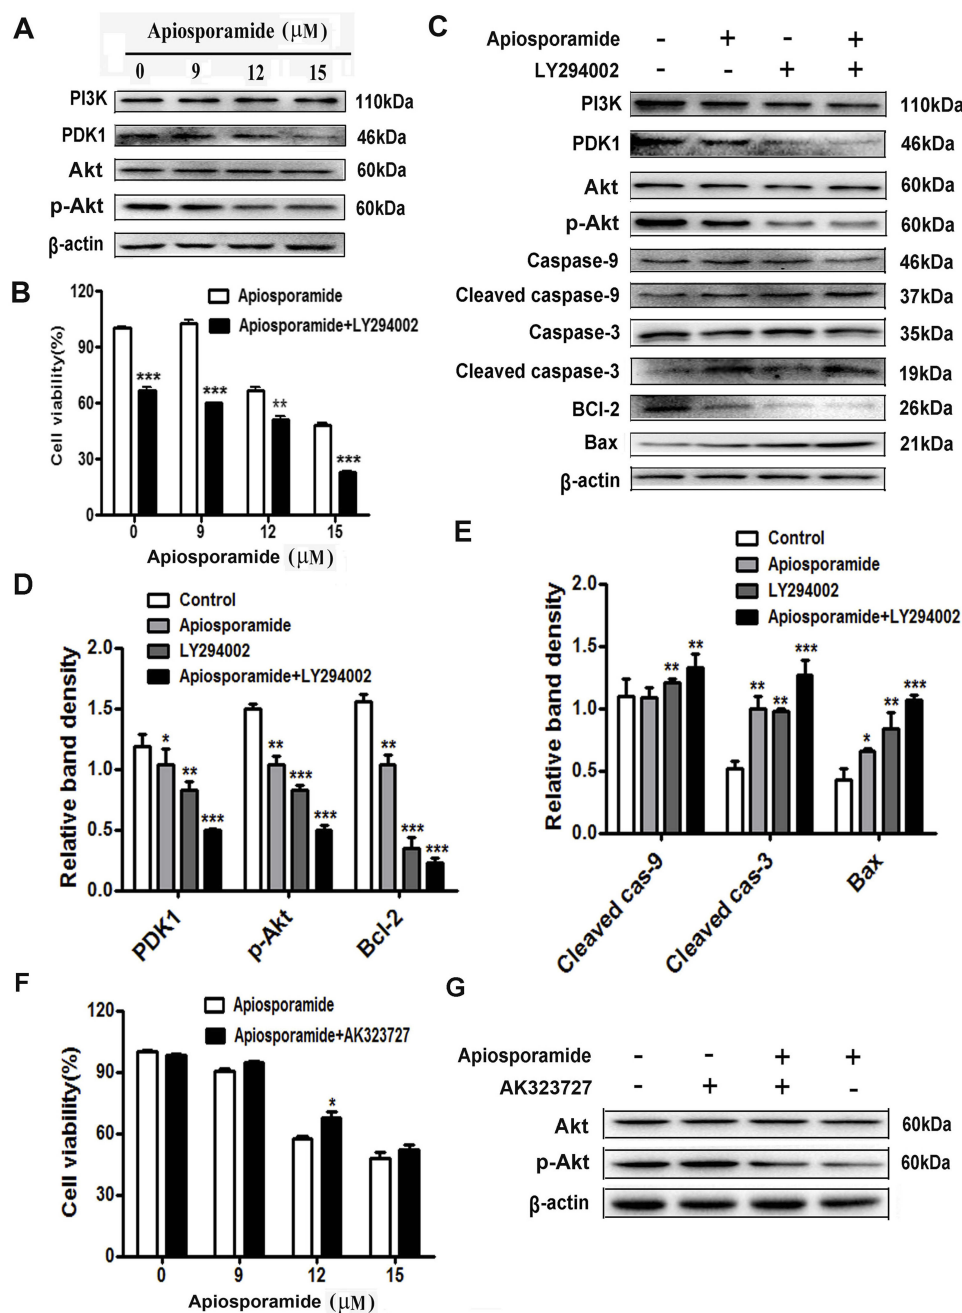 A
Apiosporamide (μM)
0 9 12 15
PI3K 110kDa
PDK1 46kDa
Akt 60kDa
p-Akt 60kDa
β-actin
B
Apiosporamide
Apiosporamide+LY294002
Cell viability(%)
120
90
60
30
0
*** *** ** ***
0 9 12 15
Apiosporamide (μM)
C
Apiosporamide - + - +
LY294002 - - + +
PI3K 110kDa
PDK1 46kDa
Akt 60kDa
p-Akt 60kDa
Caspase-9 46kDa
Cleaved caspase-9 37kDa
Caspase-3 35kDa
Cleaved caspase-3 19kDa
BCl-2 26kDa
Bax 21kDa
β-actin
D
Control
Apiosporamide
LY294002
Apiosporamide+LY294002
Relative band density
2.0
1.5
1.0
0.5
0.0
* ** *** ** *** *** ** *** ***
PDK1 p-Akt Bcl-2
E
Control
Apiosporamide
LY294002
Apiosporamide+LY294002
Relative band density
2.0
1.5
1.0
0.5
0.0
** ** ** ** *** * ** ***
Cleaved cas-9 Cleaved cas-3 Bax
F
Apiosporamide
Apiosporamide+AK323727
Cell viability(%)
120
90
60
30
0
*
0 9 12 15
Apiosporamide (μM)
G
Apiosporamide - - + +
AK323727 - + + -
Akt 60kDa
p-Akt 60kDa
β-actin